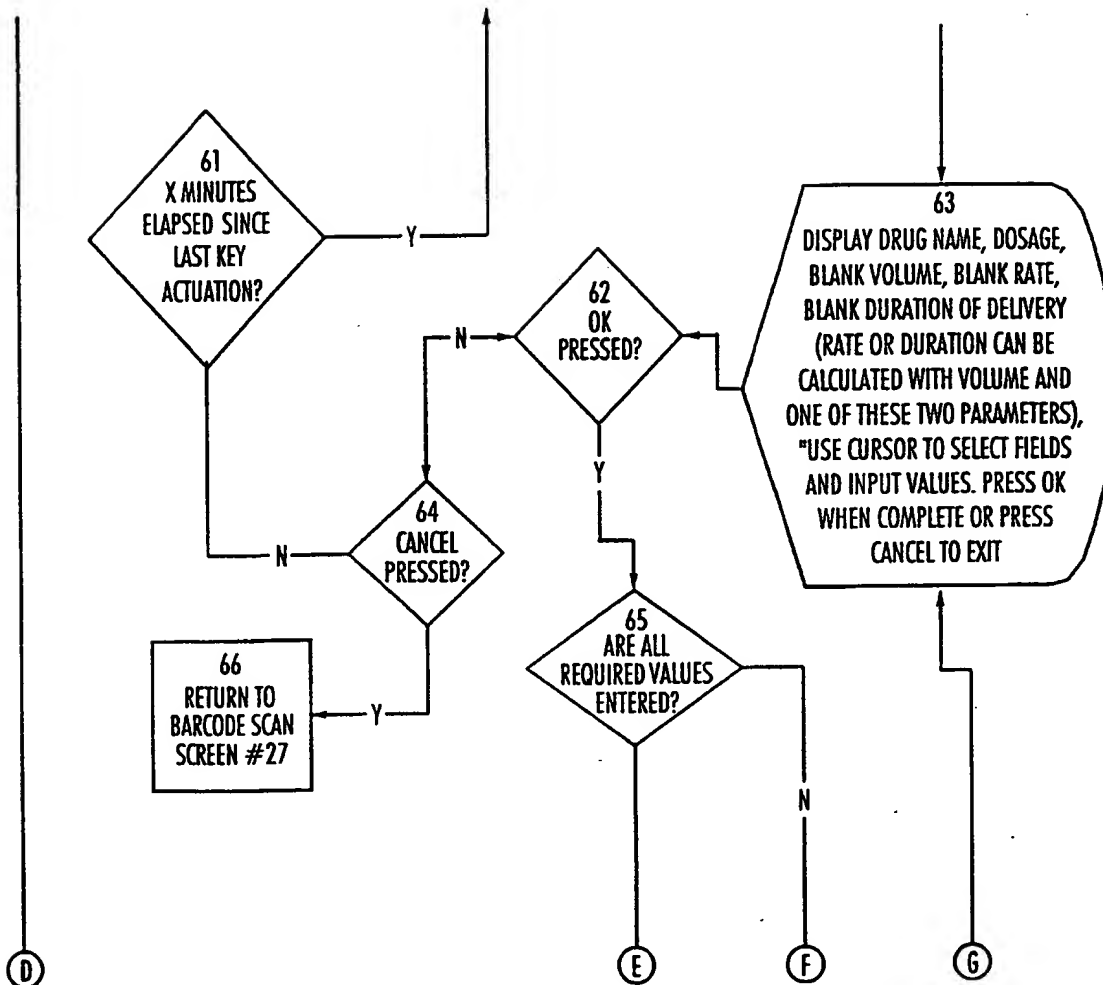 61
X MINUTES
ELAPSED SINCE
LAST KEY
ACTUATION?
Y
62
OK
PRESSED?
N
Y
63
DISPLAY DRUG NAME, DOSAGE,
BLANK VOLUME, BLANK RATE,
BLANK DURATION OF DELIVERY
(RATE OR DURATION CAN BE
CALCULATED WITH VOLUME AND
ONE OF THESE TWO PARAMETERS),
"USE CURSOR TO SELECT FIELDS
AND INPUT VALUES. PRESS OK
WHEN COMPLETE OR PRESS
CANCEL TO EXIT
64
CANCEL
PRESSED?
N
Y
65
ARE ALL
REQUIRED VALUES
ENTERED?
N
66
RETURN TO
BARCODE SCAN
SCREEN #27
D
E
F
G